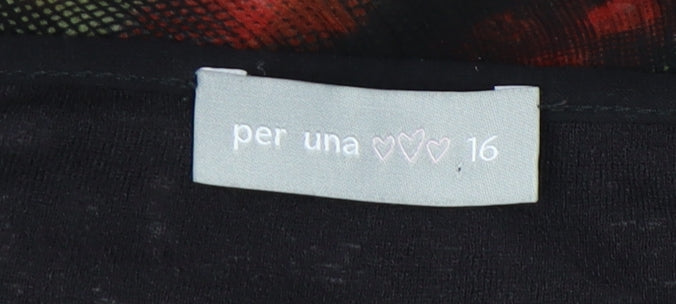 per una ♡♡♡ 16